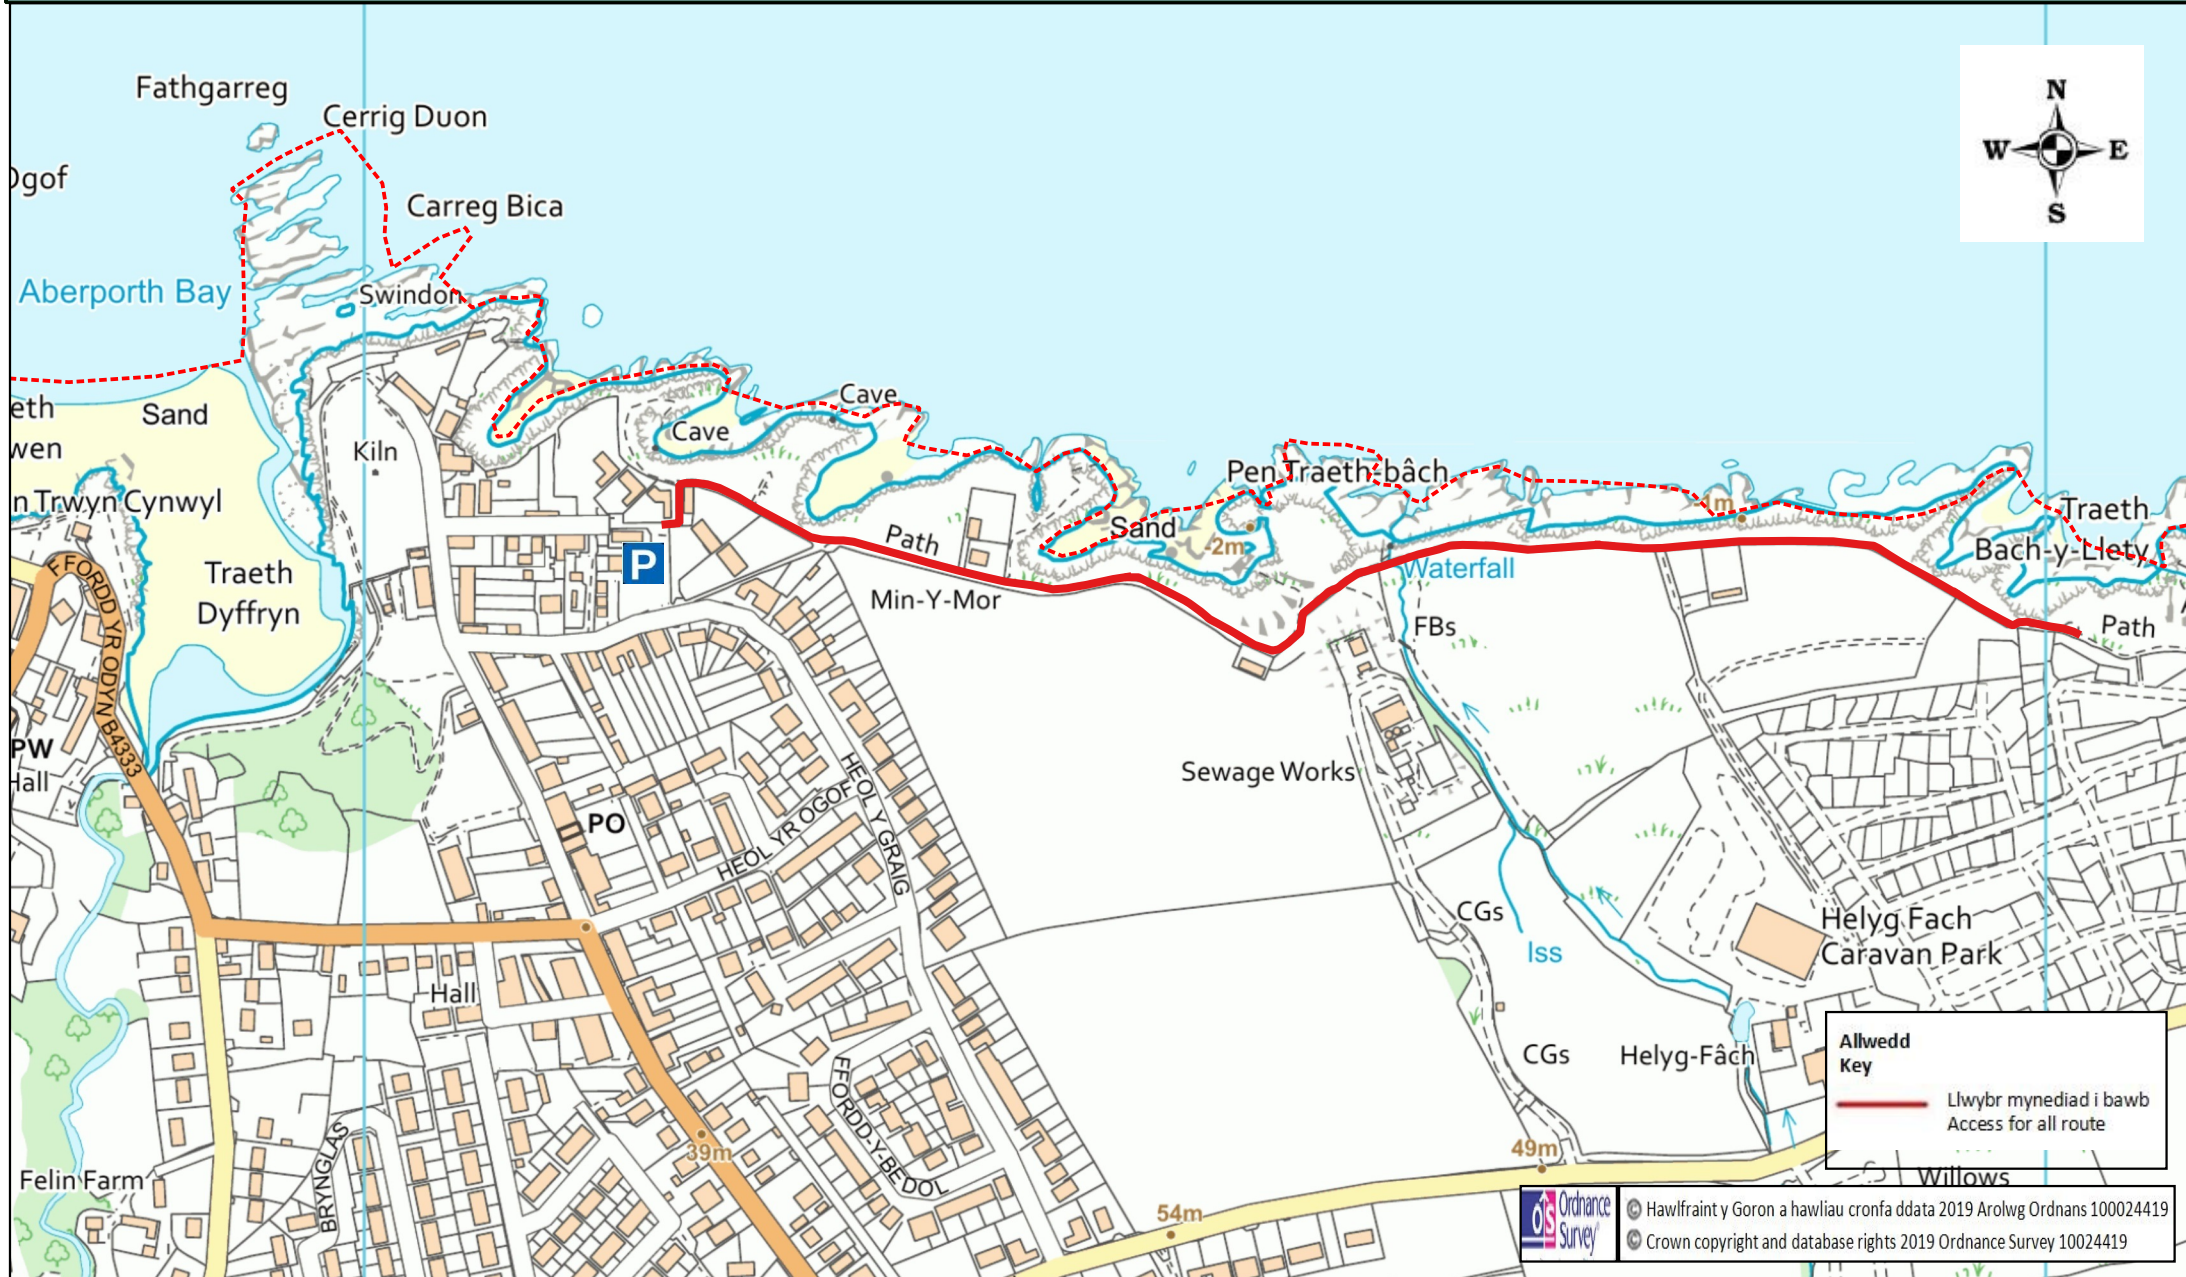 Fathgarreg
Cerrig Duon
N
W
E
S
Carreg Bica
Aberporth Bay
Swindon
Cave
Cave
Sand
Kiln
Pen Traeth-bâch
n Trwyn Cynwyl
Traeth
Bach-y-Llety
1m
Sand
-2m
Path
P
Waterfall
Traeth
Dyffryn
FFORDD YR ODYN B4333
Min-Y-Mor
FBs
Path
PW
Hall
Sewage Works
HEOL Y GRAIG
HEOL YR OGOF
PO
CGs
Iss
Helyg Fach
Caravan Park
Hall
CGs
Helyg-Fâch
FFORDD-Y-BEDOL
BRYNGLAS
39m
49m
54m
Felin Farm
Willows
Allwedd
Key
Llwybr mynediad i bawb
Access for all route
Ordnance
Survey
© Hawlfraint y Goron a hawliau cronfa ddata 2019 Arolwg Ordnans 100024419
© Crown copyright and database rights 2019 Ordnance Survey 10024419